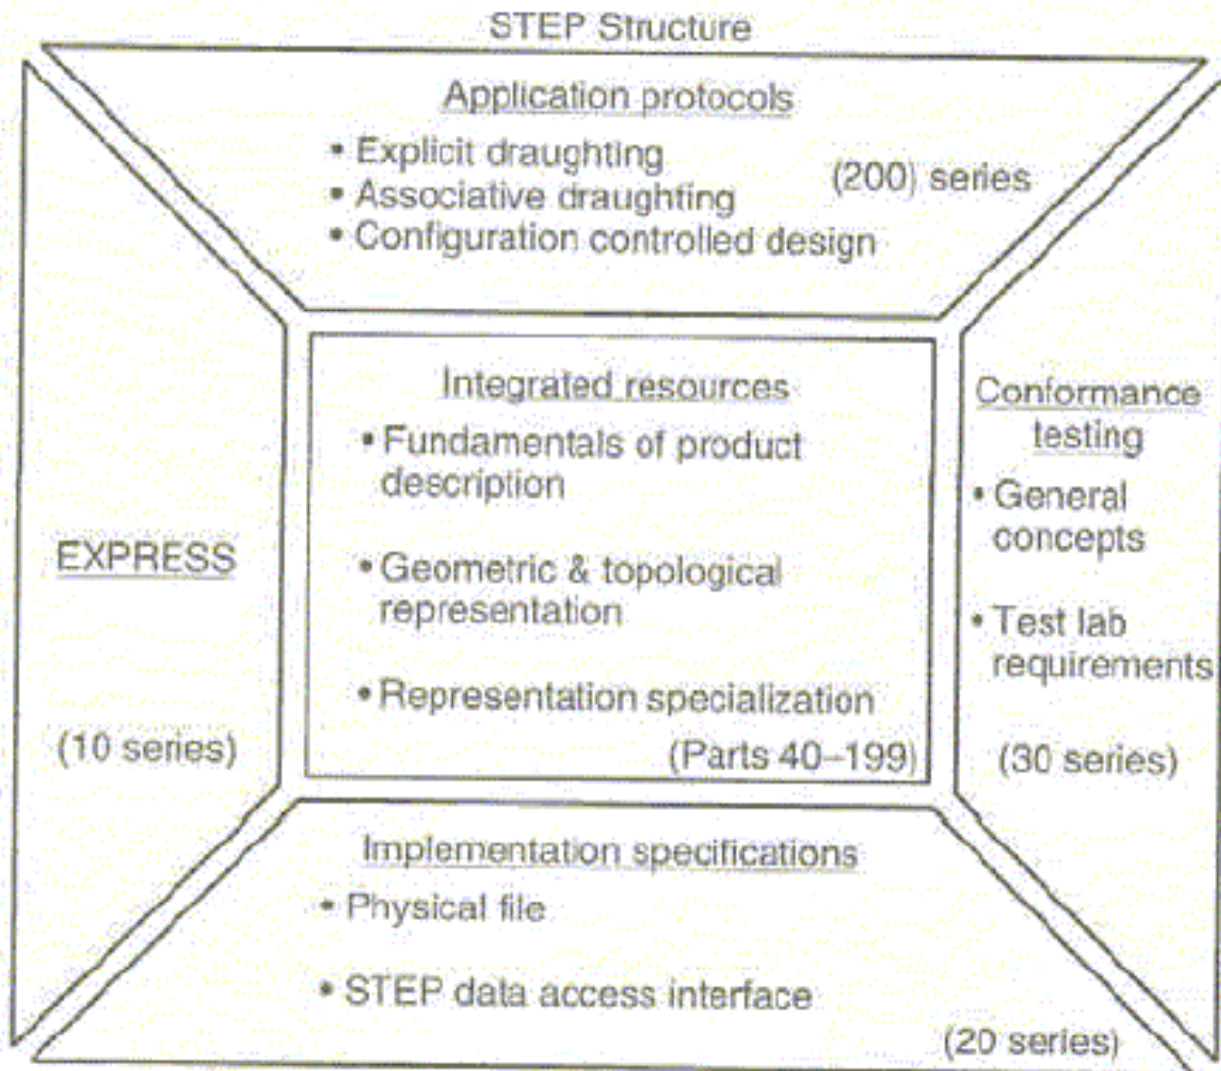 STEP Structure
Application protocols
• Explicit draughting
• Associative draughting
• Configuration controlled design
(200) series
Integrated resources
• Fundamentals of product
description
• Geometric & topological
representation
• Representation specialization
(Parts 40–199)
EXPRESS
(10 series)
Conformance
testing
• General
concepts
• Test lab
requirements
(30 series)
Implementation specifications
• Physical file
• STEP data access interface
(20 series)